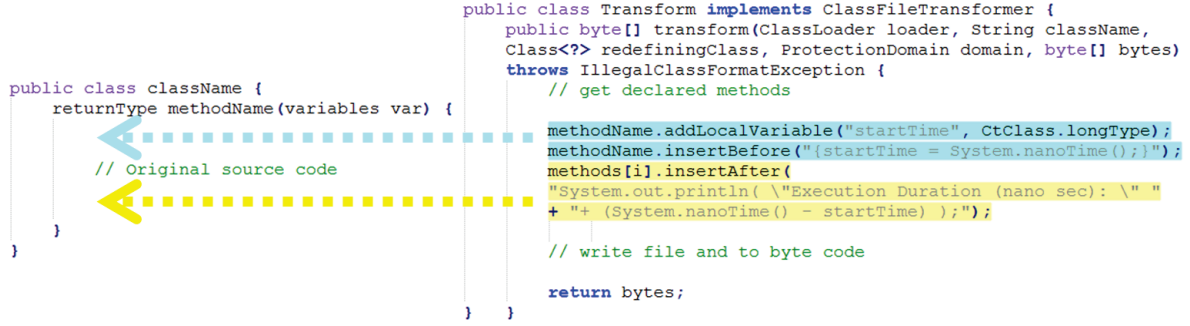 public class className {
returnType methodName(variables var) {
// Original source code
}
}
public class Transform implements ClassFileTransformer {
public byte[] transform(ClassLoader loader, String className,
Class<?> redefiningClass, ProtectionDomain domain, byte[] bytes)
throws IllegalClassFormatException {
// get declared methods
methodName.addLocalVariable("startTime", CtClass.longType);
methodName.insertBefore("{startTime = System.nanoTime();}");
methods[i].insertAfter(
"System.out.println( \"Execution Duration (nano sec): \" "
+ "+ (System.nanoTime() - startTime) );");
// write file and to byte code
return bytes;
} }